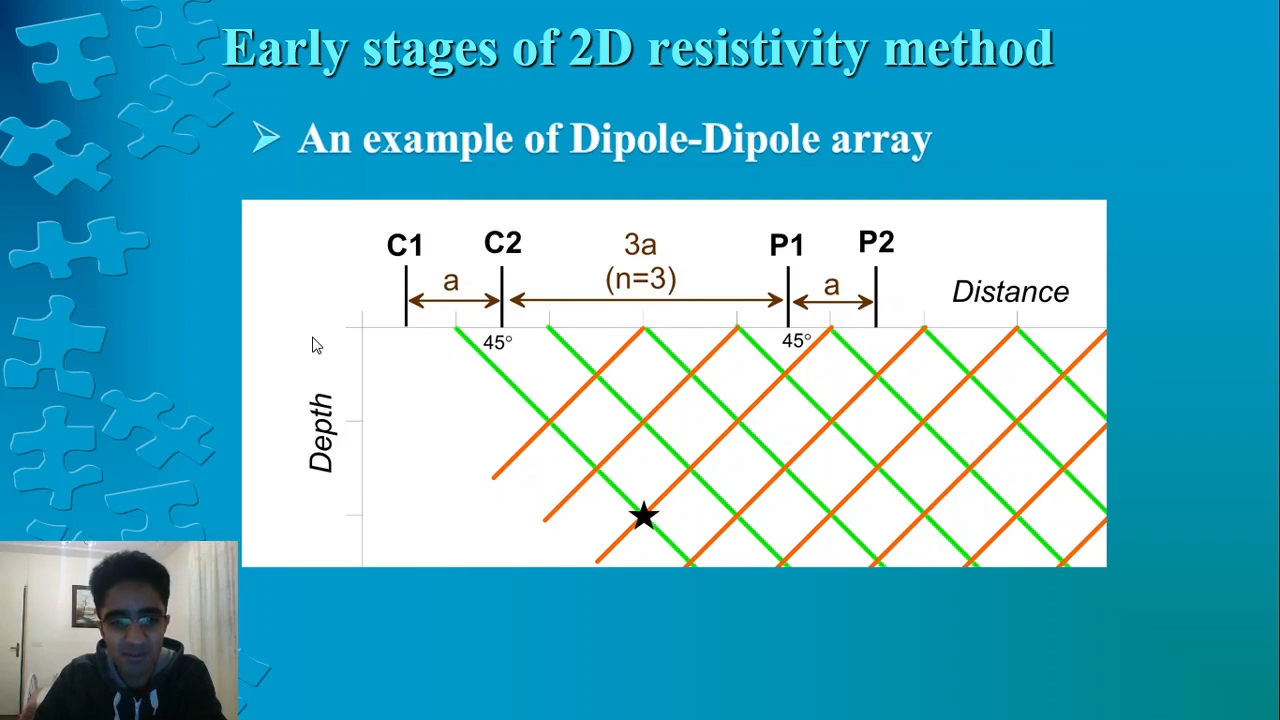 Early stages of 2D resistivity method
An example of Dipole-Dipole array
C1 C2 3a P1 P2
a (n=3) a Distance
45° 45°
Depth